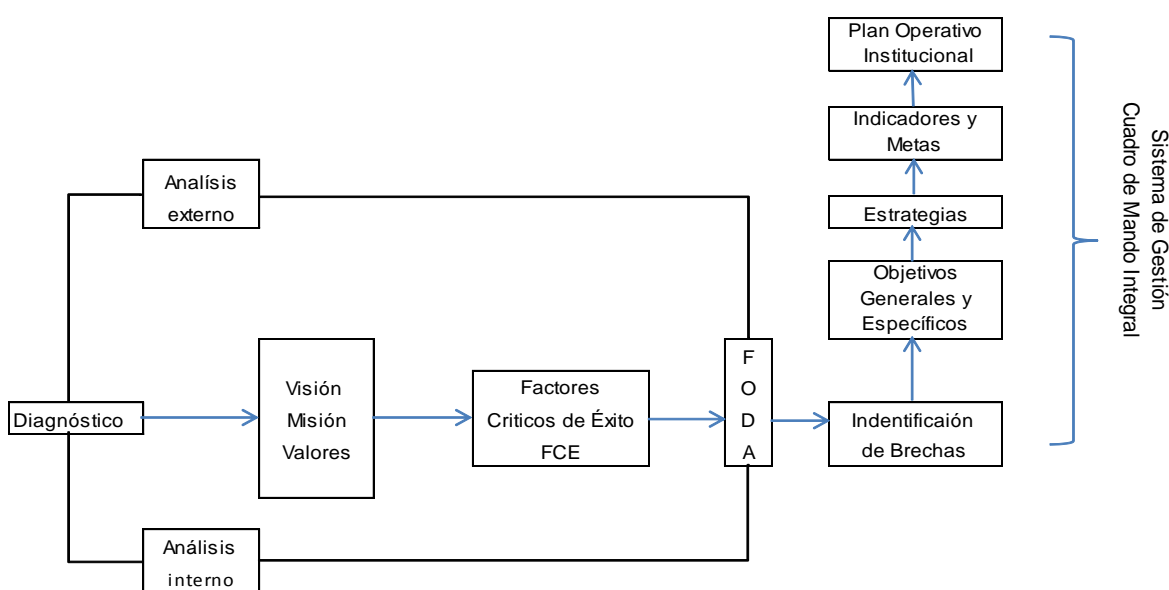 Plan Operativo
Institucional
Indicadores y
Metas
Estrategias
Objetivos
Generales y
Específicos
Indentificaión
de Brechas
Sistema de Gestión
Cuadro de Mando Integral
Analísis
externo
Diagnóstico
Visión
Misión
Valores
Factores
Criticos de Éxito
FCE
F
O
D
A
Análisis
interno